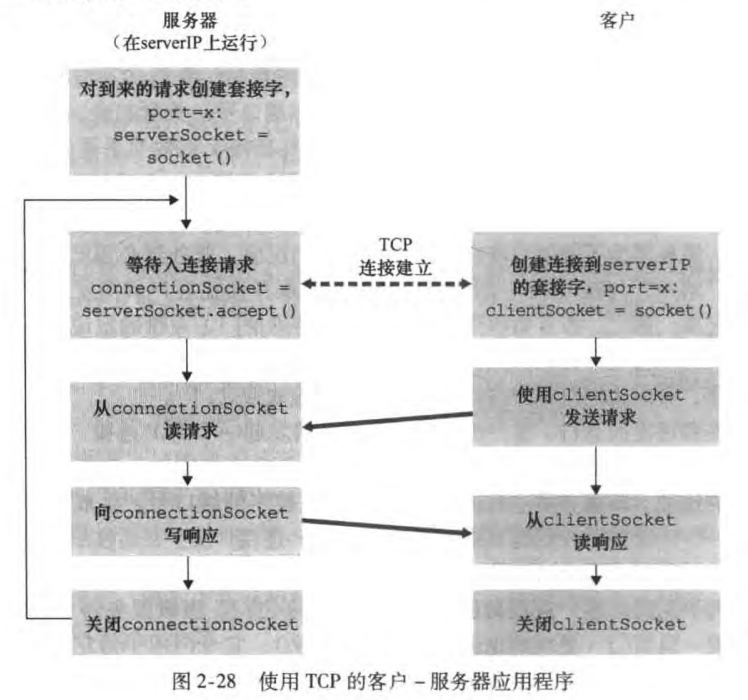 服务器
（在serverIP上运行）
客户
对到来的请求创建套接字，
port=x:
serverSocket =
socket()
等待入连接请求
connectionSocket =
serverSocket.accept()
TCP
连接建立
创建连接到serverIP
的套接字，port=x:
clientSocket = socket()
从connectionSocket
读请求
使用clientSocket
发送请求
向connectionSocket
写响应
从clientSocket
读响应
关闭connectionSocket
关闭clientSocket
图 2-28 使用 TCP 的客户 – 服务器应用程序